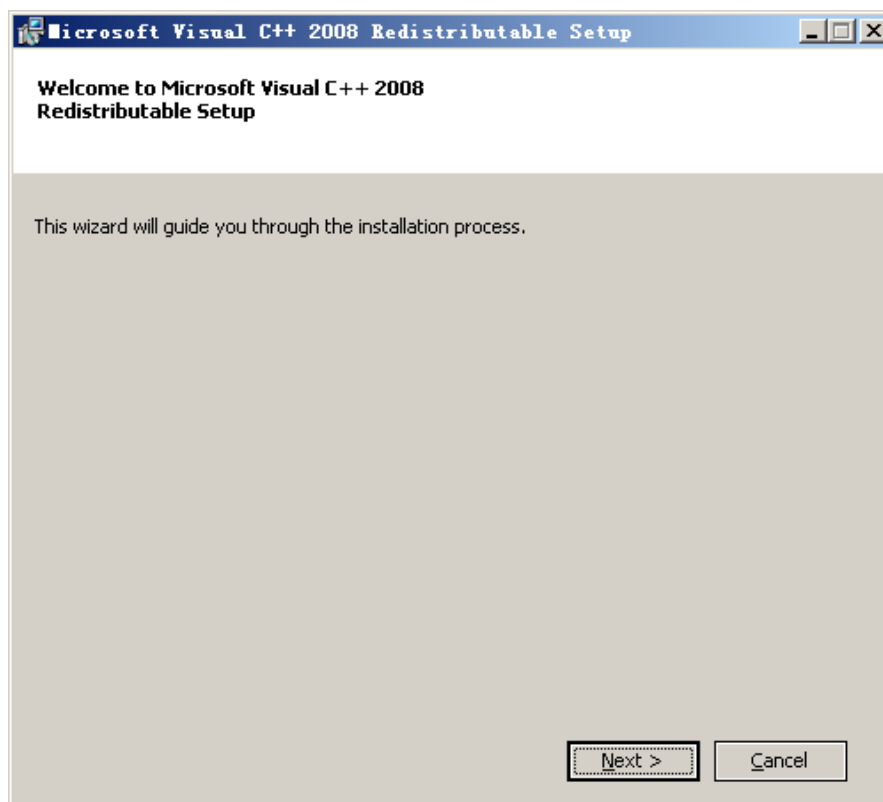 Microsoft Visual C++ 2008 Redistributable Setup
Welcome to Microsoft Visual C++ 2008
Redistributable Setup
This wizard will guide you through the installation process.
Next >
Cancel